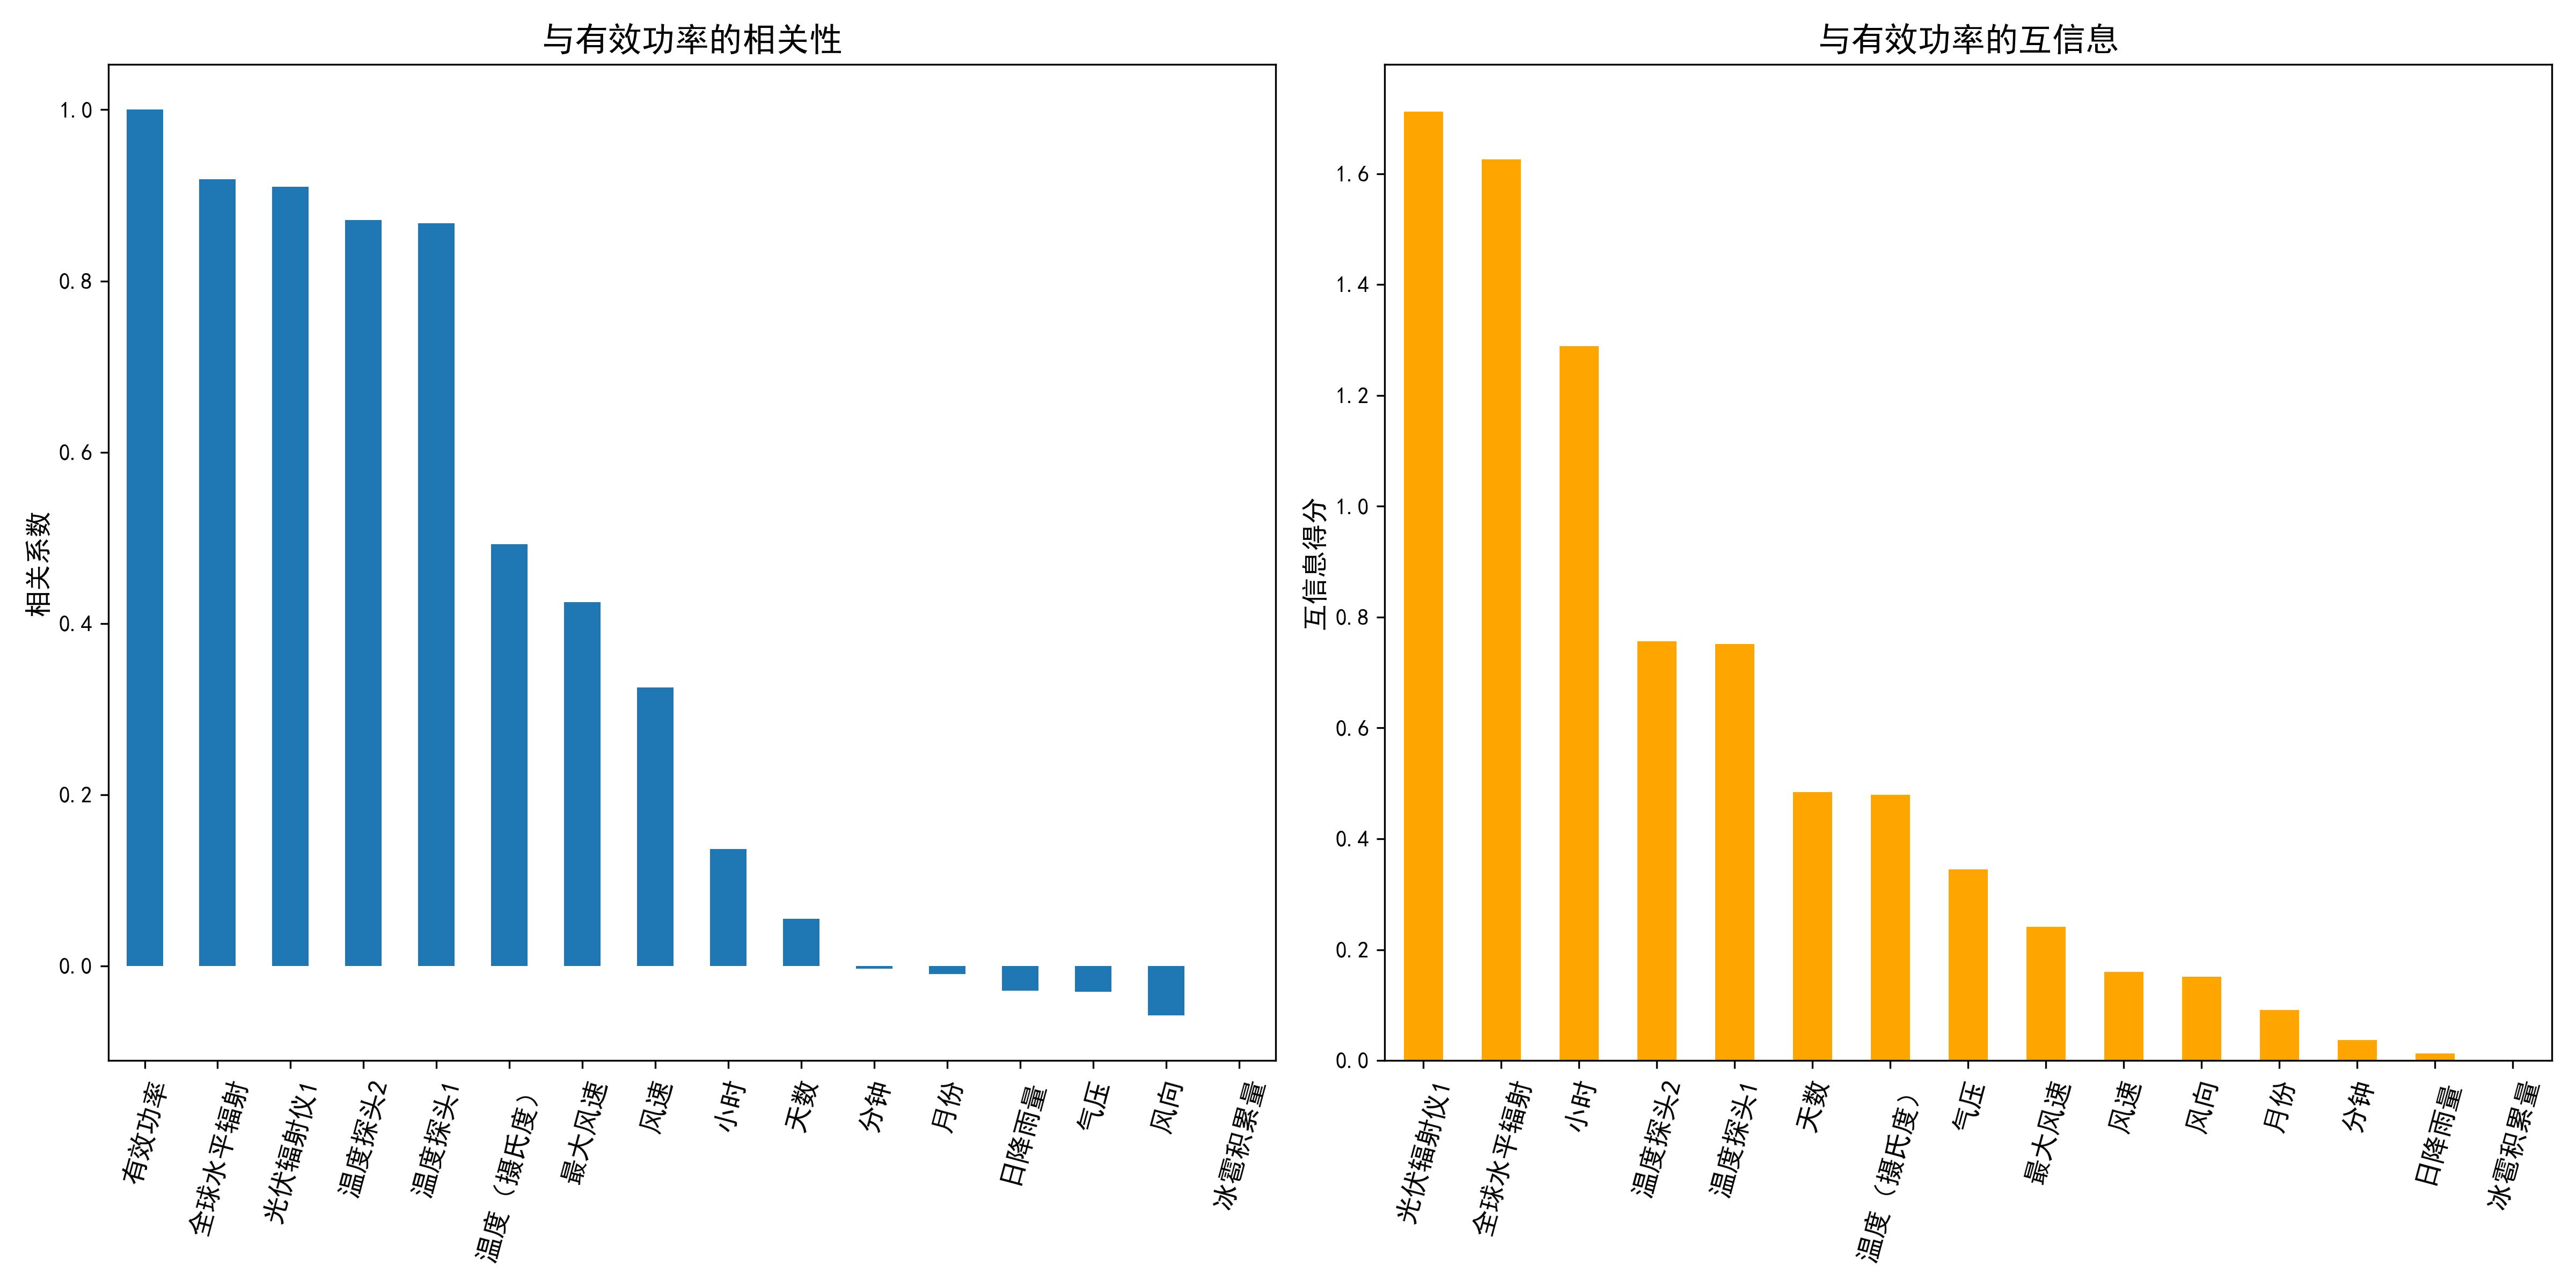 与有效功率的相关性
相关系数
1.0
0.8
0.6
0.4
0.2
0.0
有效功率
全球水平辐射
光伏辐射仪1
温度探头2
温度探头1
温度（摄氏度）
最大风速
风速
小时
天数
分钟
月份
日降雨量
气压
风向
冰雹积累量
与有效功率的互信息
互信息得分
1.6
1.4
1.2
1.0
0.8
0.6
0.4
0.2
0.0
光伏辐射仪1
全球水平辐射
小时
温度探头2
温度探头1
天数
温度（摄氏度）
气压
最大风速
风速
风向
月份
分钟
日降雨量
冰雹积累量